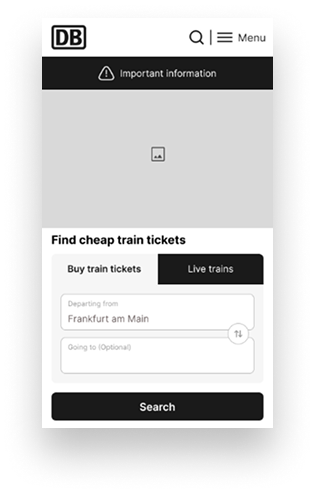 DB
Menu
Important information
Find cheap train tickets
Buy train tickets
Live trains
Departing from
Frankfurt am Main
Going to (Optional)
Search